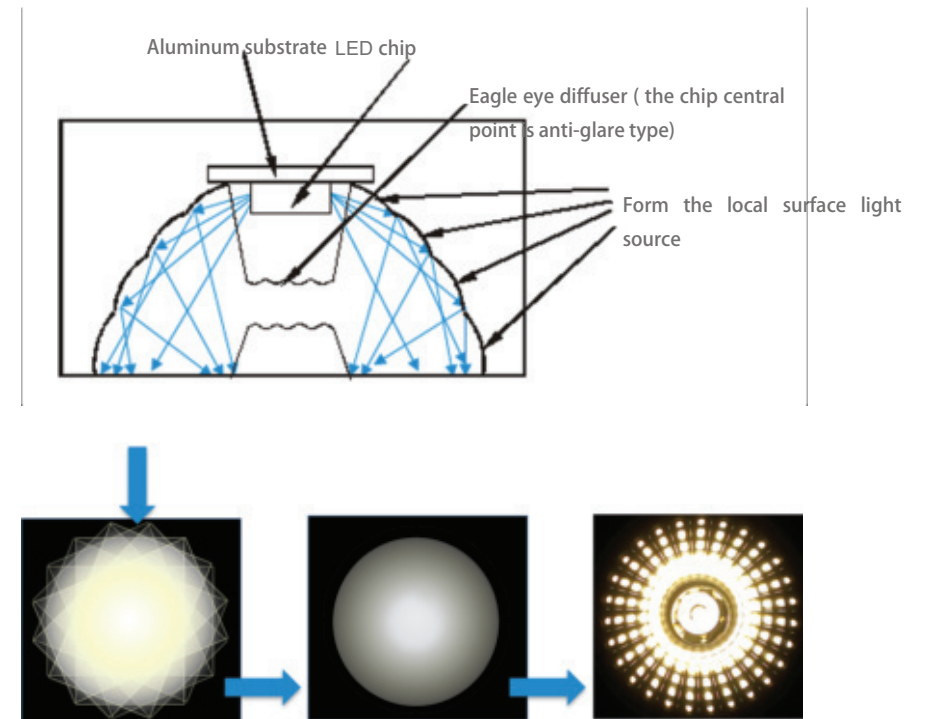 Aluminum substrate LED chip
Eagle eye diffuser ( the chip central
point is anti-glare type)
Form the local surface light
source